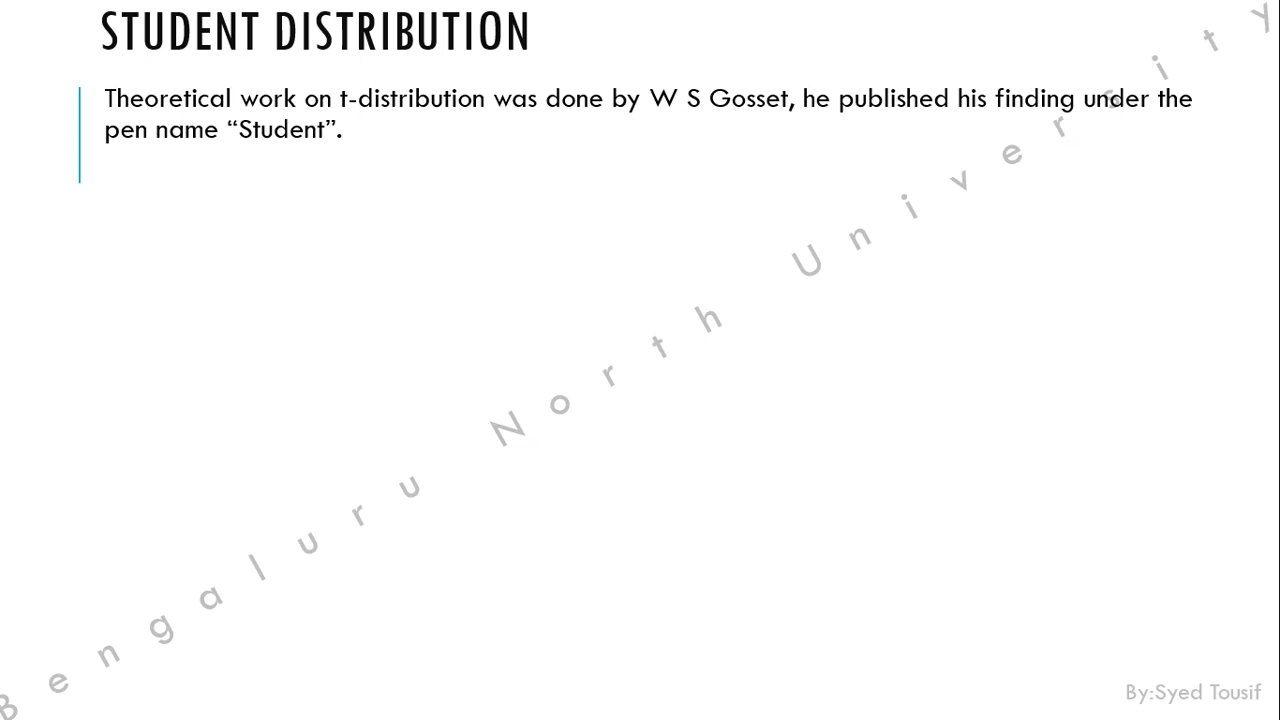 STUDENT DISTRIBUTION
Theoretical work on t-distribution was done by W S Gosset, he published his finding under the
pen name “Student”.
Bengaluru North University
By:Syed Tousif